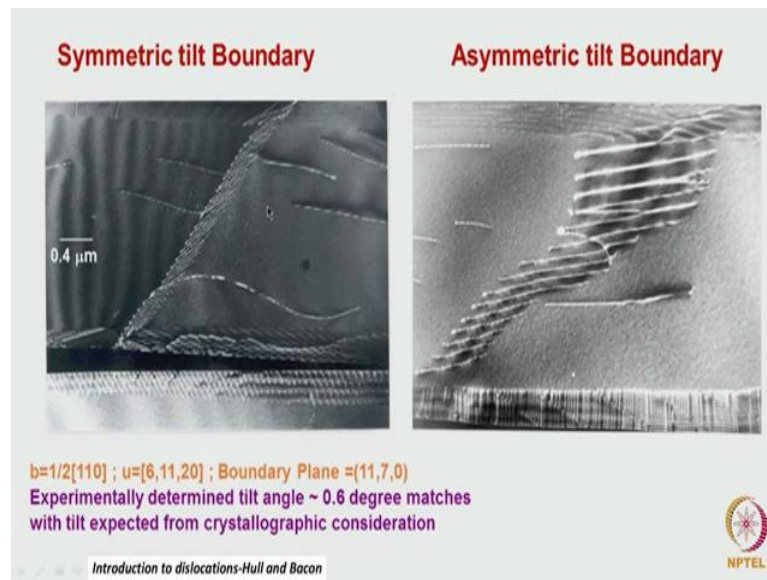 Symmetric tilt Boundary
Asymmetric tilt Boundary
0.4 μm
b=1/2[110] ; u=[6,11,20] ; Boundary Plane =(11,7,0)
Experimentally determined tilt angle ~ 0.6 degree matches
with tilt expected from crystallographic consideration
Introduction to dislocations-Hull and Bacon
NPTEL